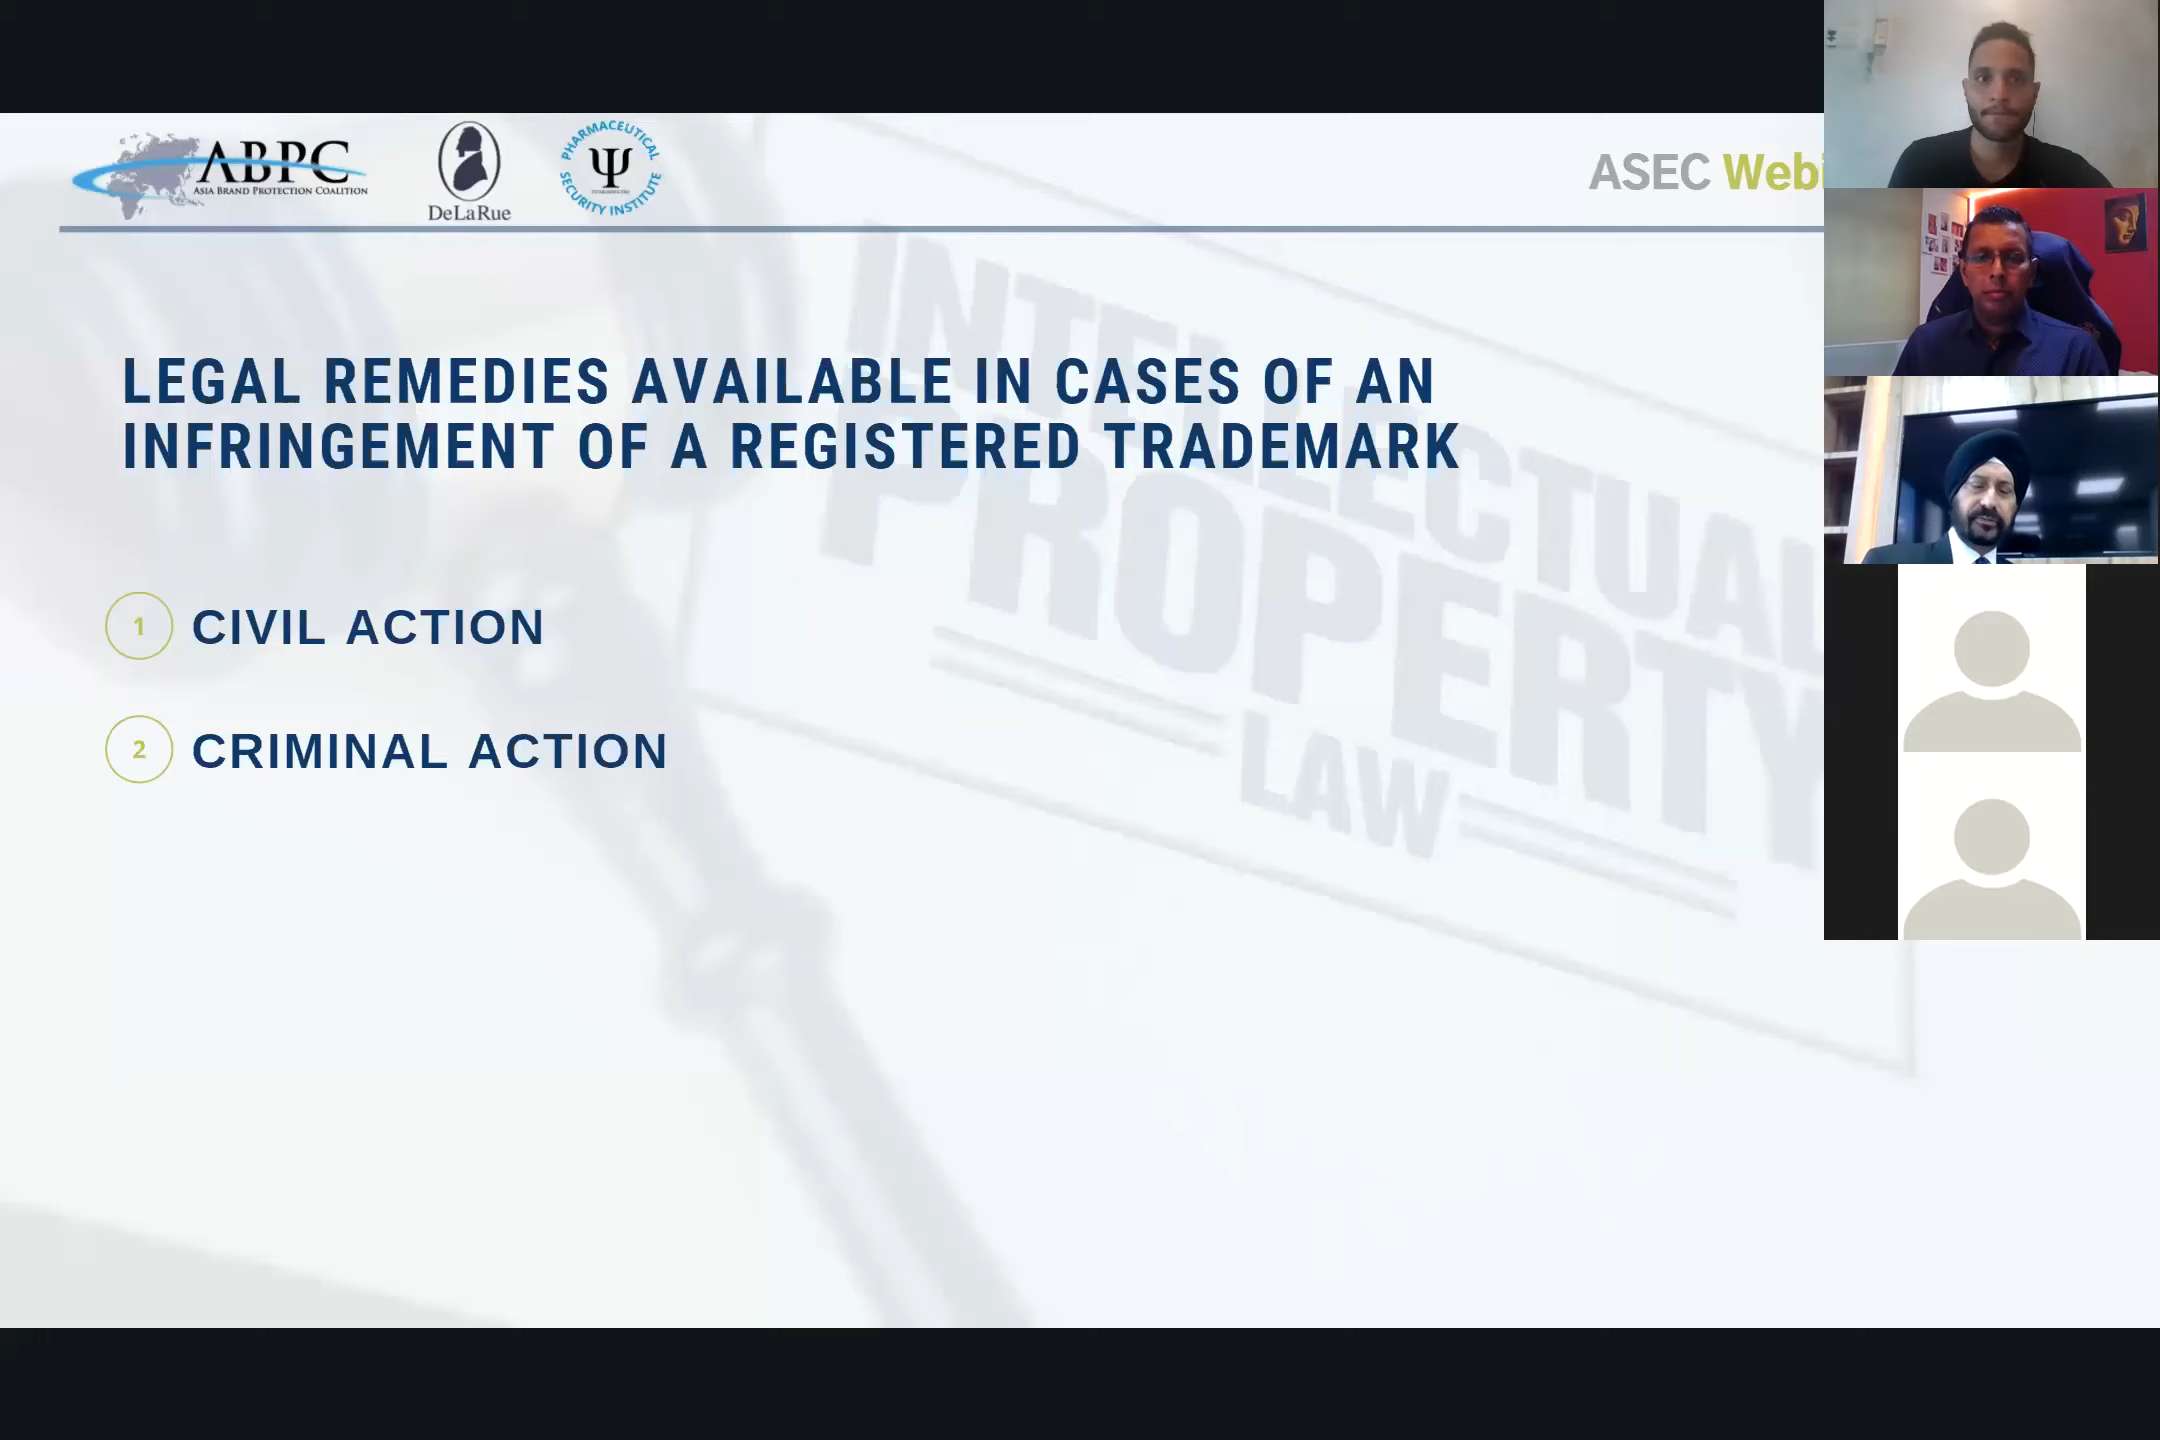 ABPC
ASIA BRAND PROTECTION COALITION
DeLaRue
PHARMACEUTICAL
SECURITY INSTITUTE
ASEC Webi
LEGAL REMEDIES AVAILABLE IN CASES OF AN
INFRINGEMENT OF A REGISTERED TRADEMARK
1 CIVIL ACTION
2 CRIMINAL ACTION
INTELLECTUAL
PROPERTY
LAW